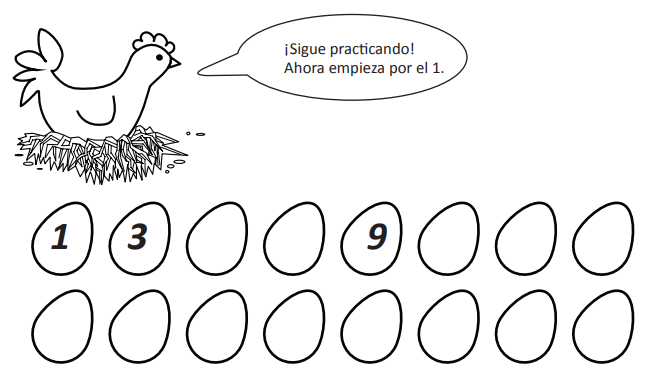 ¡Sigue practicando!
Ahora empieza por el 1.
1 3 9